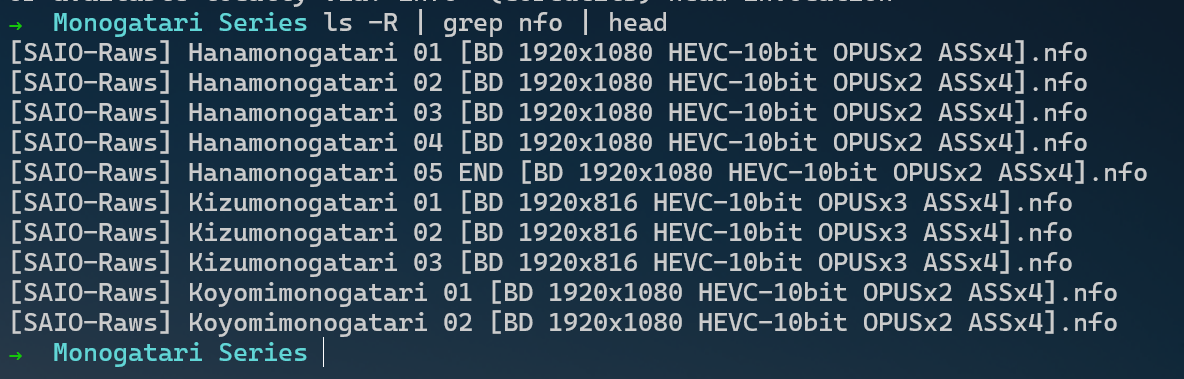 →  Monogatari Series ls -R | grep nfo | head
[SAIO-Raws] Hanamonogatari 01 [BD 1920x1080 HEVC-10bit OPUSx2 ASSx4].nfo
[SAIO-Raws] Hanamonogatari 02 [BD 1920x1080 HEVC-10bit OPUSx2 ASSx4].nfo
[SAIO-Raws] Hanamonogatari 03 [BD 1920x1080 HEVC-10bit OPUSx2 ASSx4].nfo
[SAIO-Raws] Hanamonogatari 04 [BD 1920x1080 HEVC-10bit OPUSx2 ASSx4].nfo
[SAIO-Raws] Hanamonogatari 05 END [BD 1920x1080 HEVC-10bit OPUSx2 ASSx4].nfo
[SAIO-Raws] Kizumonogatari 01 [BD 1920x816 HEVC-10bit OPUSx3 ASSx4].nfo
[SAIO-Raws] Kizumonogatari 02 [BD 1920x816 HEVC-10bit OPUSx3 ASSx4].nfo
[SAIO-Raws] Kizumonogatari 03 [BD 1920x816 HEVC-10bit OPUSx3 ASSx4].nfo
[SAIO-Raws] Koyomimonogatari 01 [BD 1920x1080 HEVC-10bit OPUSx2 ASSx4].nfo
[SAIO-Raws] Koyomimonogatari 02 [BD 1920x1080 HEVC-10bit OPUSx2 ASSx4].nfo
→  Monogatari Series